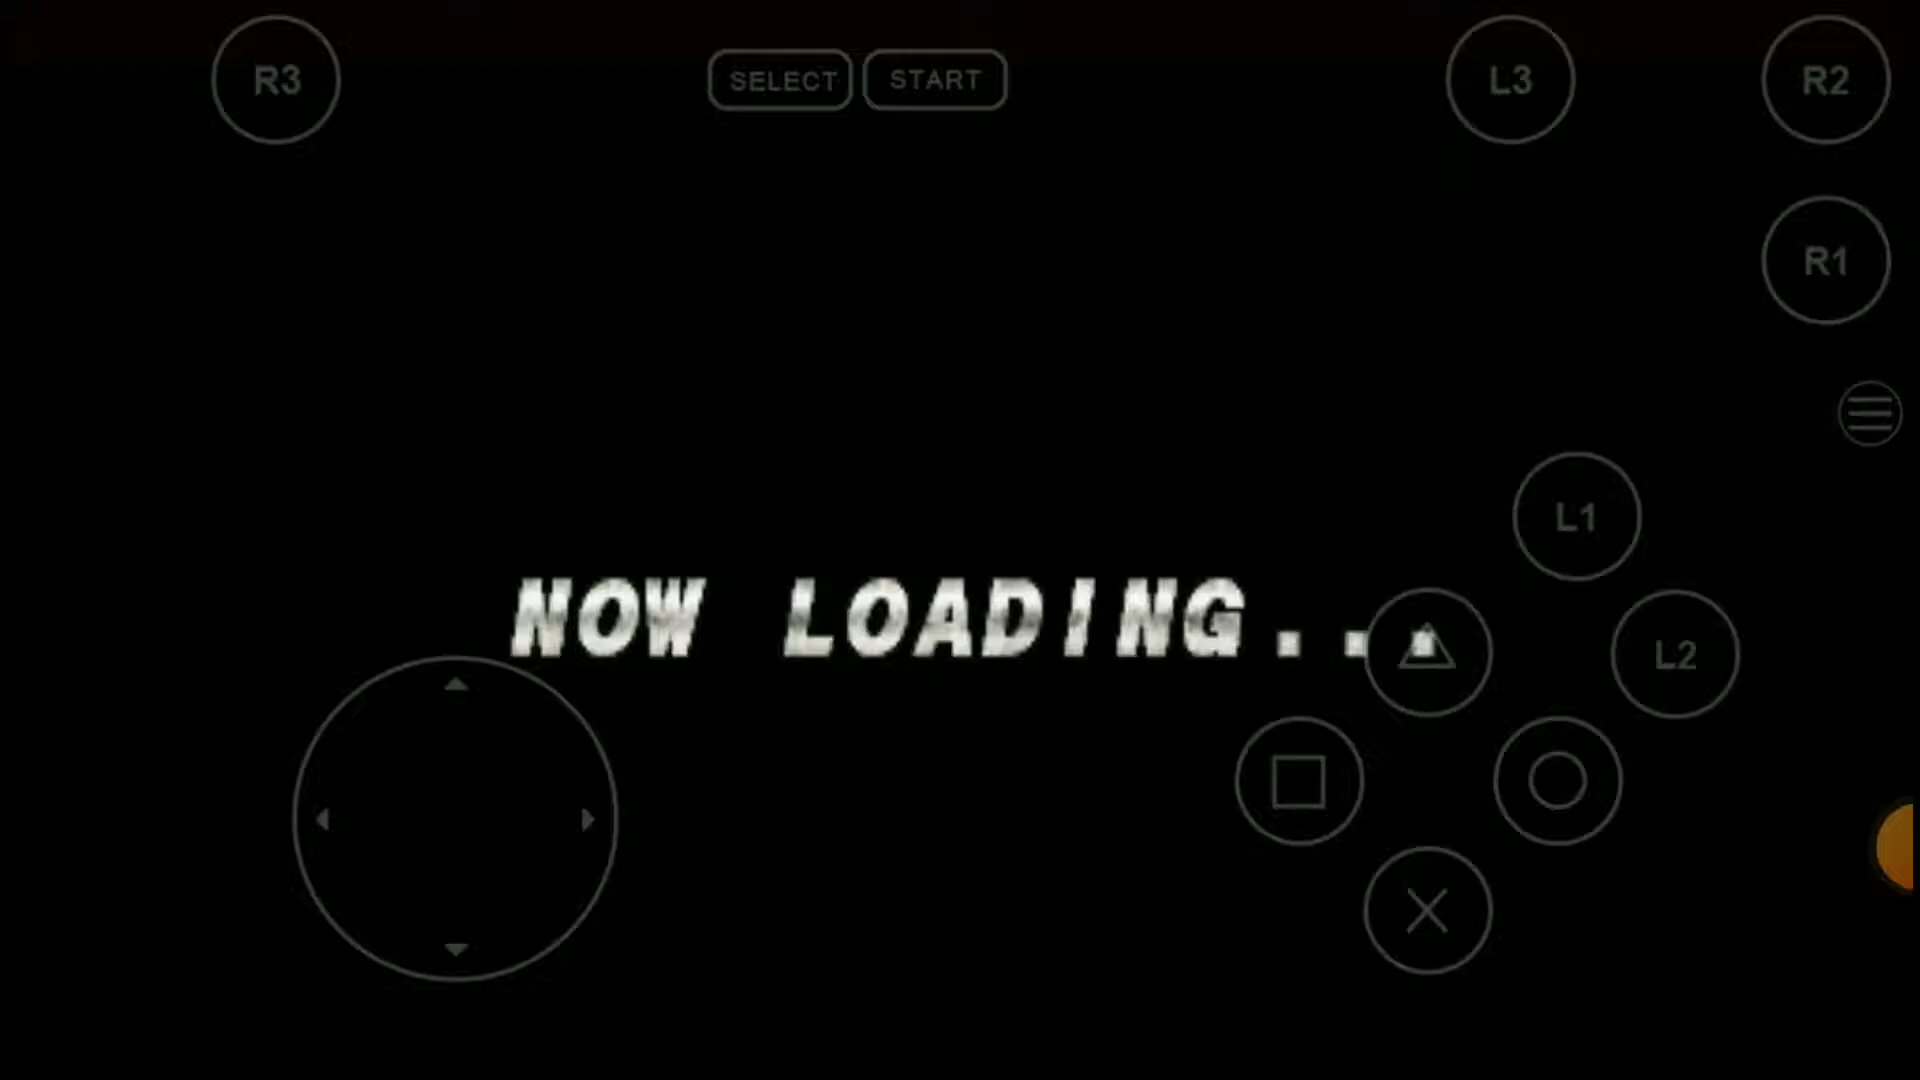 R3 SELECT START L3 R2
R1
L1
NOW LOADING...
L2